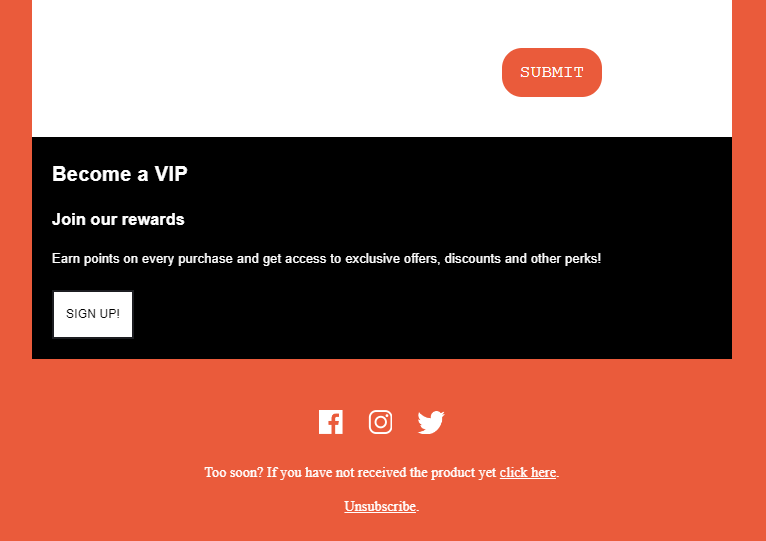 SUBMIT
Become a VIP
Join our rewards
Earn points on every purchase and get access to exclusive offers, discounts and other perks!
SIGN UP!
Too soon? If you have not received the product yet click here.
Unsubscribe.